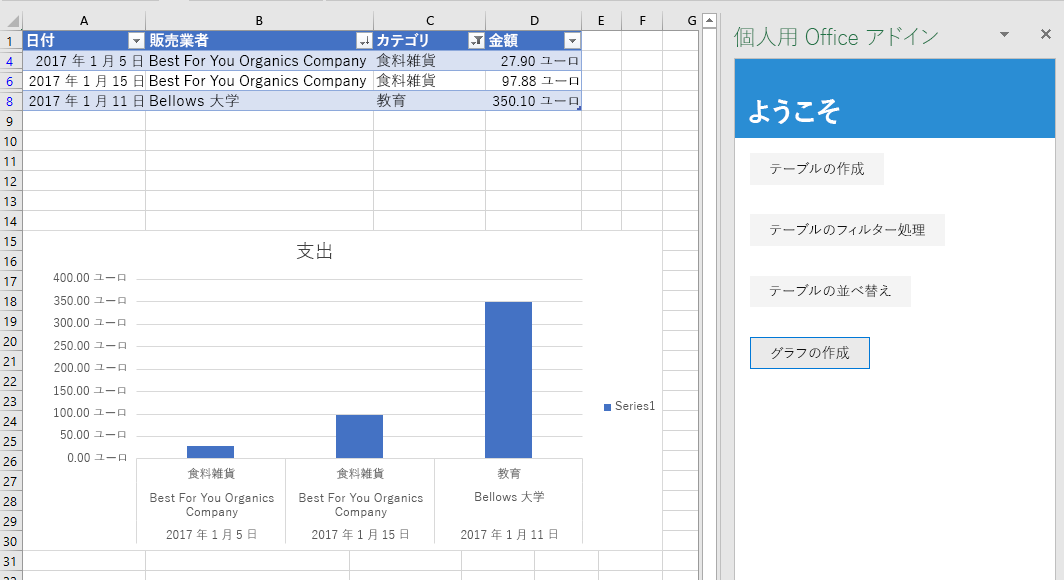 A B C D E F G
1 日付 販売業者 カテゴリ 金額
4 2017 年 1 月 5 日 Best For You Organics Company 食料雑貨 27.90 ユーロ
6 2017 年 1 月 15 日 Best For You Organics Company 食料雑貨 97.88 ユーロ
8 2017 年 1 月 11 日 Bellows 大学 教育 350.10 ユーロ
9
10
11
12
13
14
15
16
17
18
19
20
21
22
23
24
25
26
27
28
29
30
31
支出
400.00 ユーロ
350.00 ユーロ
300.00 ユーロ
250.00 ユーロ
200.00 ユーロ
150.00 ユーロ
100.00 ユーロ
50.00 ユーロ
0.00 ユーロ
食料雑貨 食料雑貨 教育
Best For You Organics Best For You Organics Bellows 大学
Company Company
2017 年 1 月 5 日 2017 年 1 月 15 日 2017 年 1 月 11 日
Series1
個人用 Office アドイン
ようこそ
テーブルの作成
テーブルのフィルター処理
テーブルの並べ替え
グラフの作成